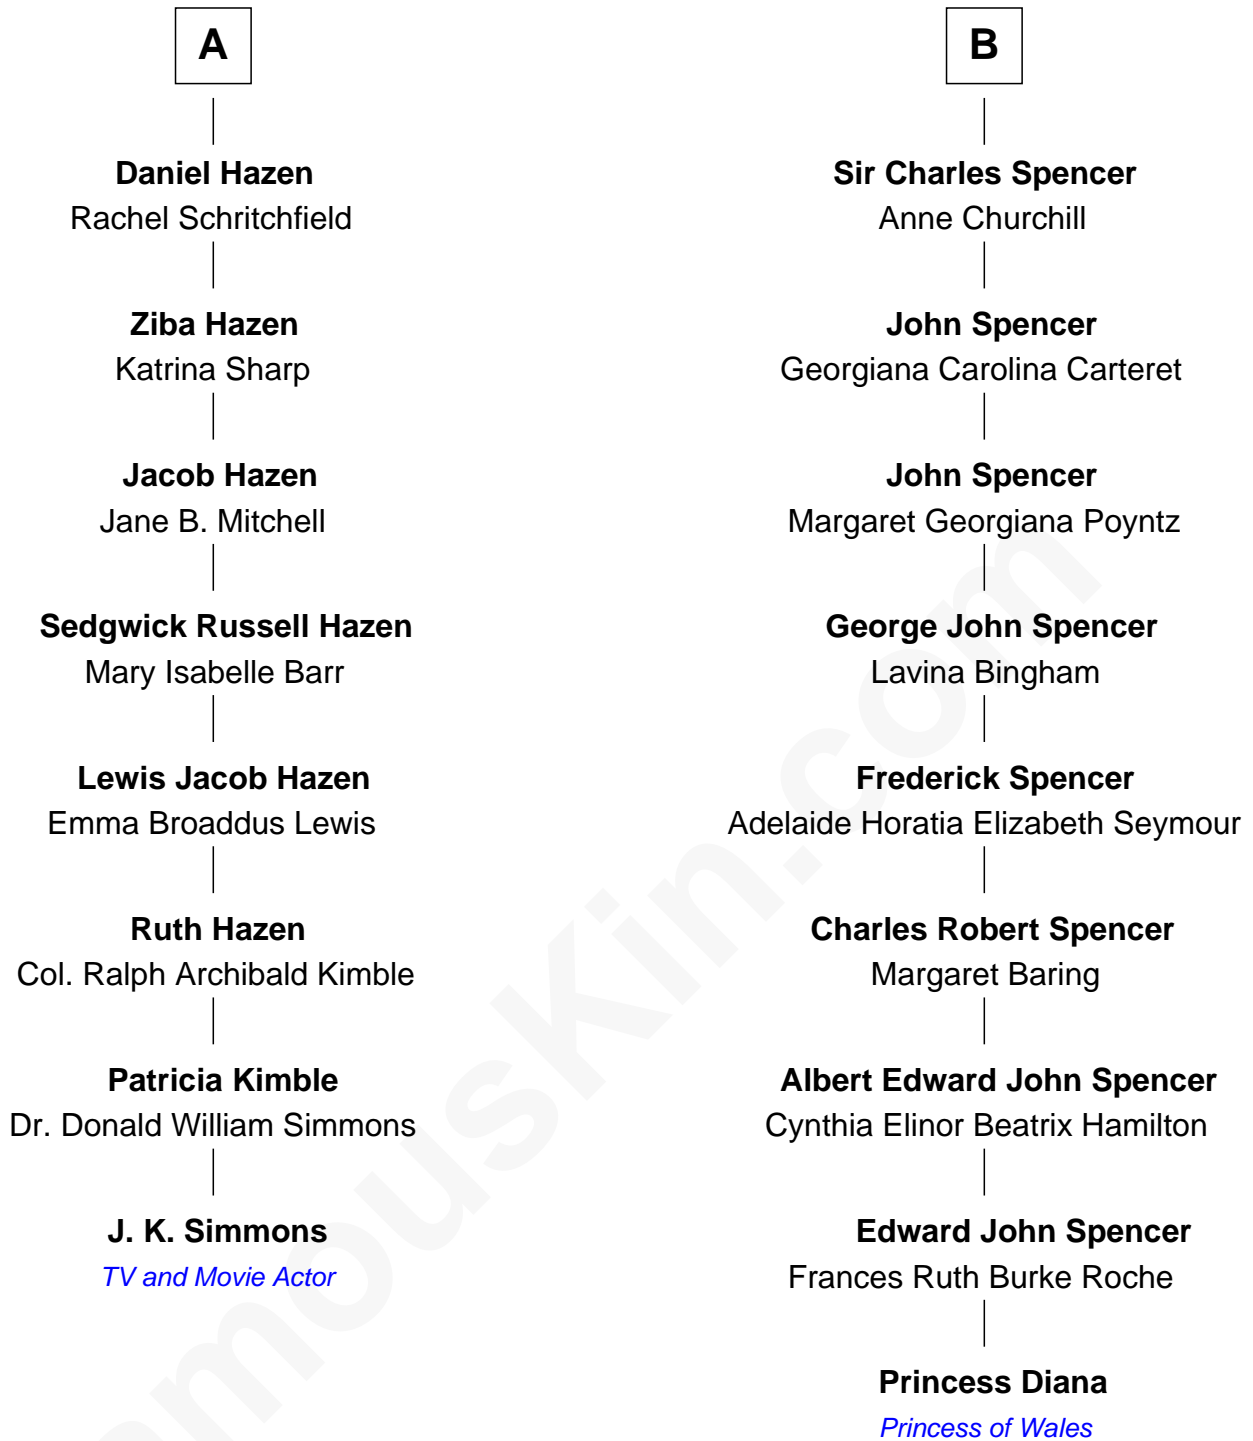 A
Daniel Hazen
Rachel Schritchfield
Ziba Hazen
Katrina Sharp
Jacob Hazen
Jane B. Mitchell
Sedgwick Russell Hazen
Mary Isabelle Barr
Lewis Jacob Hazen
Emma Broaddus Lewis
Ruth Hazen
Col. Ralph Archibald Kimble
Patricia Kimble
Dr. Donald William Simmons
J. K. Simmons
TV and Movie Actor
B
Sir Charles Spencer
Anne Churchill
John Spencer
Georgiana Carolina Carteret
John Spencer
Margaret Georgiana Poyntz
George John Spencer
Lavina Bingham
Frederick Spencer
Adelaide Horatia Elizabeth Seymour
Charles Robert Spencer
Margaret Baring
Albert Edward John Spencer
Cynthia Elinor Beatrix Hamilton
Edward John Spencer
Frances Ruth Burke Roche
Princess Diana
Princess of Wales
amousKin.com